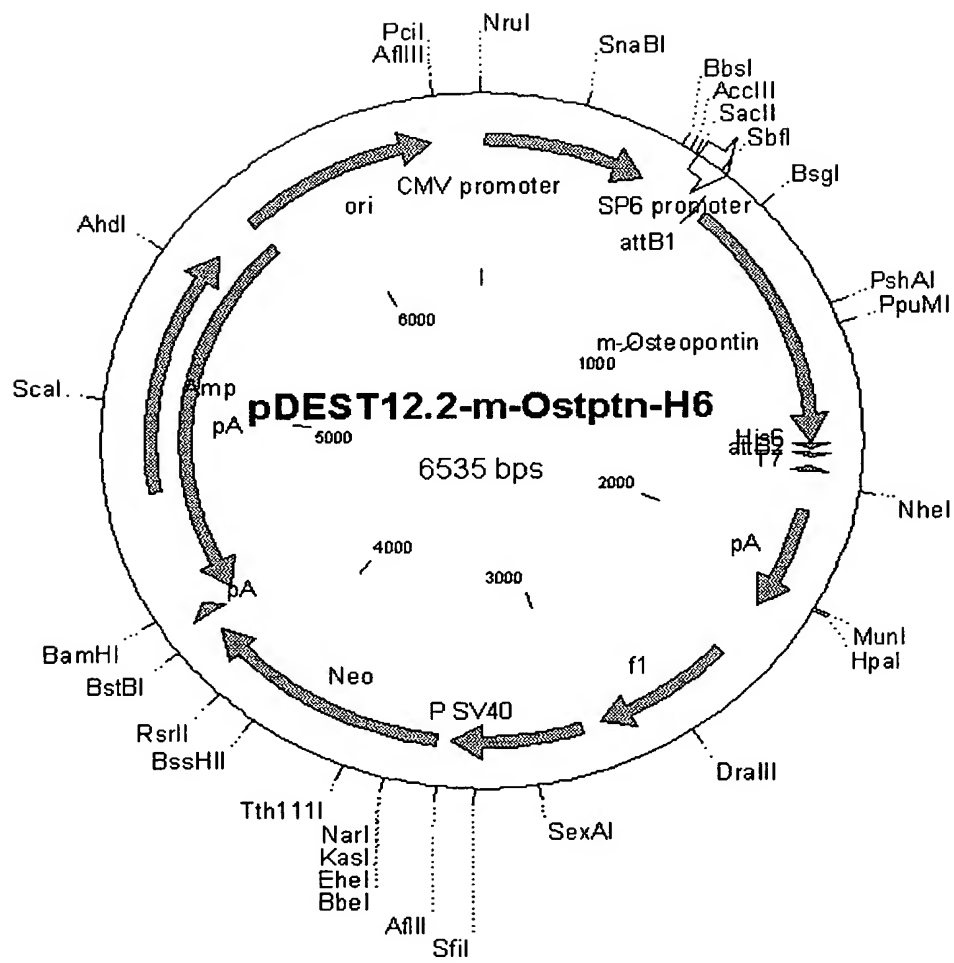 PciI
AflIII
NruI
SnaBI
BbsI
AccIII
SacII
SbfI
BsgI
CMV promoter
ori
SP6 promoter
attB1
AhdI
PshAI
PpuMI
6000
m-Osteopontin
1000
ScaI
Amp
pA
pDEST12.2-m-Ostptn-H6
5000
His6
attB2
T7
6535 bps
2000
NheI
pA
4000
3000
pA
MunI
HpaI
BamHI
BstBI
Neo
f1
P SV40
RsrII
BssHII
DraIII
Tth111I
SexAI
NarI
KasI
EheI
BbeI
AflII
SfiI